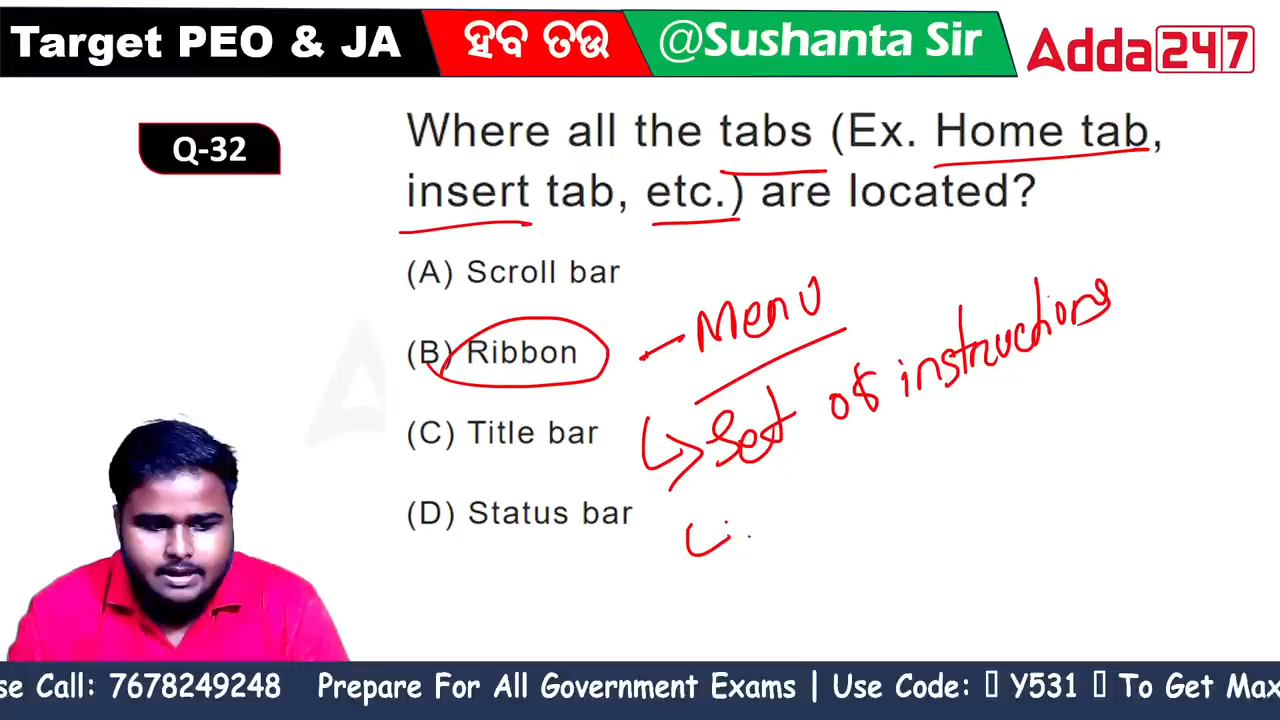 Target PEO & JA
ହବ ତଉ
@Sushanta Sir
Adda247
Q-32
Where all the tabs (Ex. Home tab,
insert tab, etc.) are located?
(A) Scroll bar
(B) Ribbon
- Menu
(C) Title bar
Set of instructions
(D) Status bar
se Call: 7678249248 Prepare For All Government Exams | Use Code: Y531 To Get Max